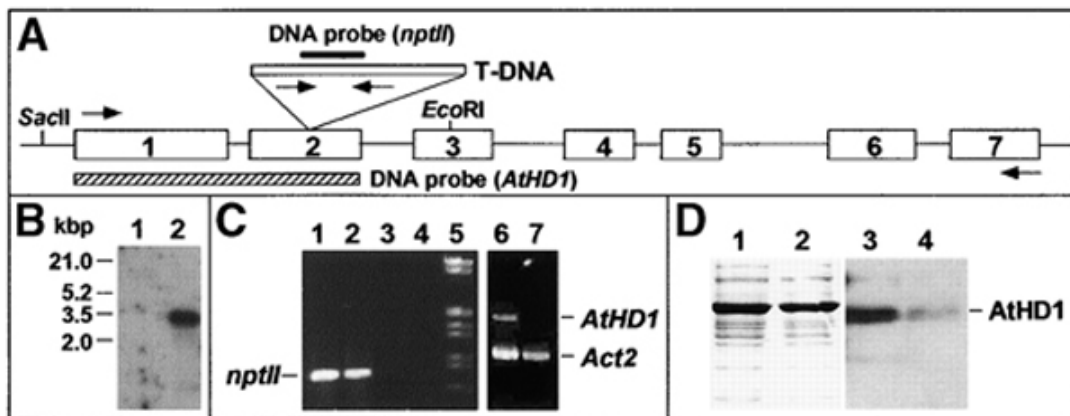 A
DNA probe (nptII)
T-DNA
SacII
EcoRI
1 2 3 4 5 6 7
DNA probe (AtHD1)
B
kbp 1 2
21.0
5.2
3.5
2.0
C
1 2 3 4 5 6 7
AtHD1
Act2
nptII
D
1 2 3 4
AtHD1